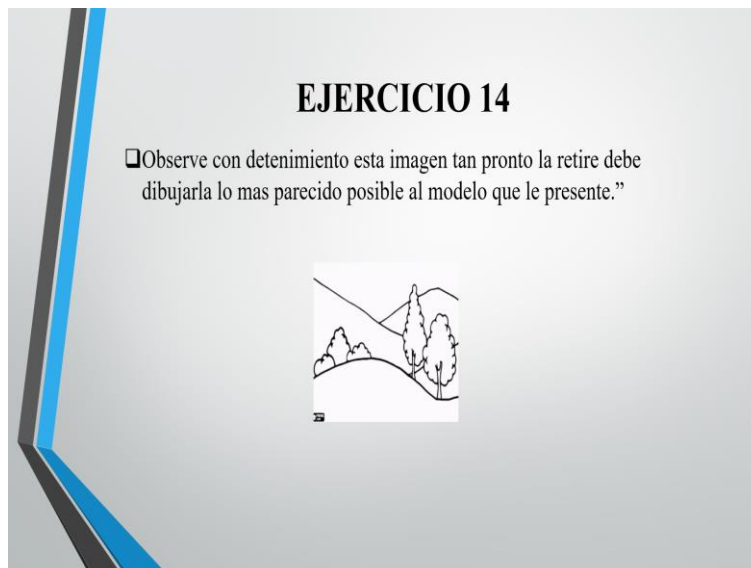 EJERCICIO 14
❑Observe con detenimiento esta imagen tan pronto la retire debe
dibujarla lo mas parecido posible al modelo que le presente.”